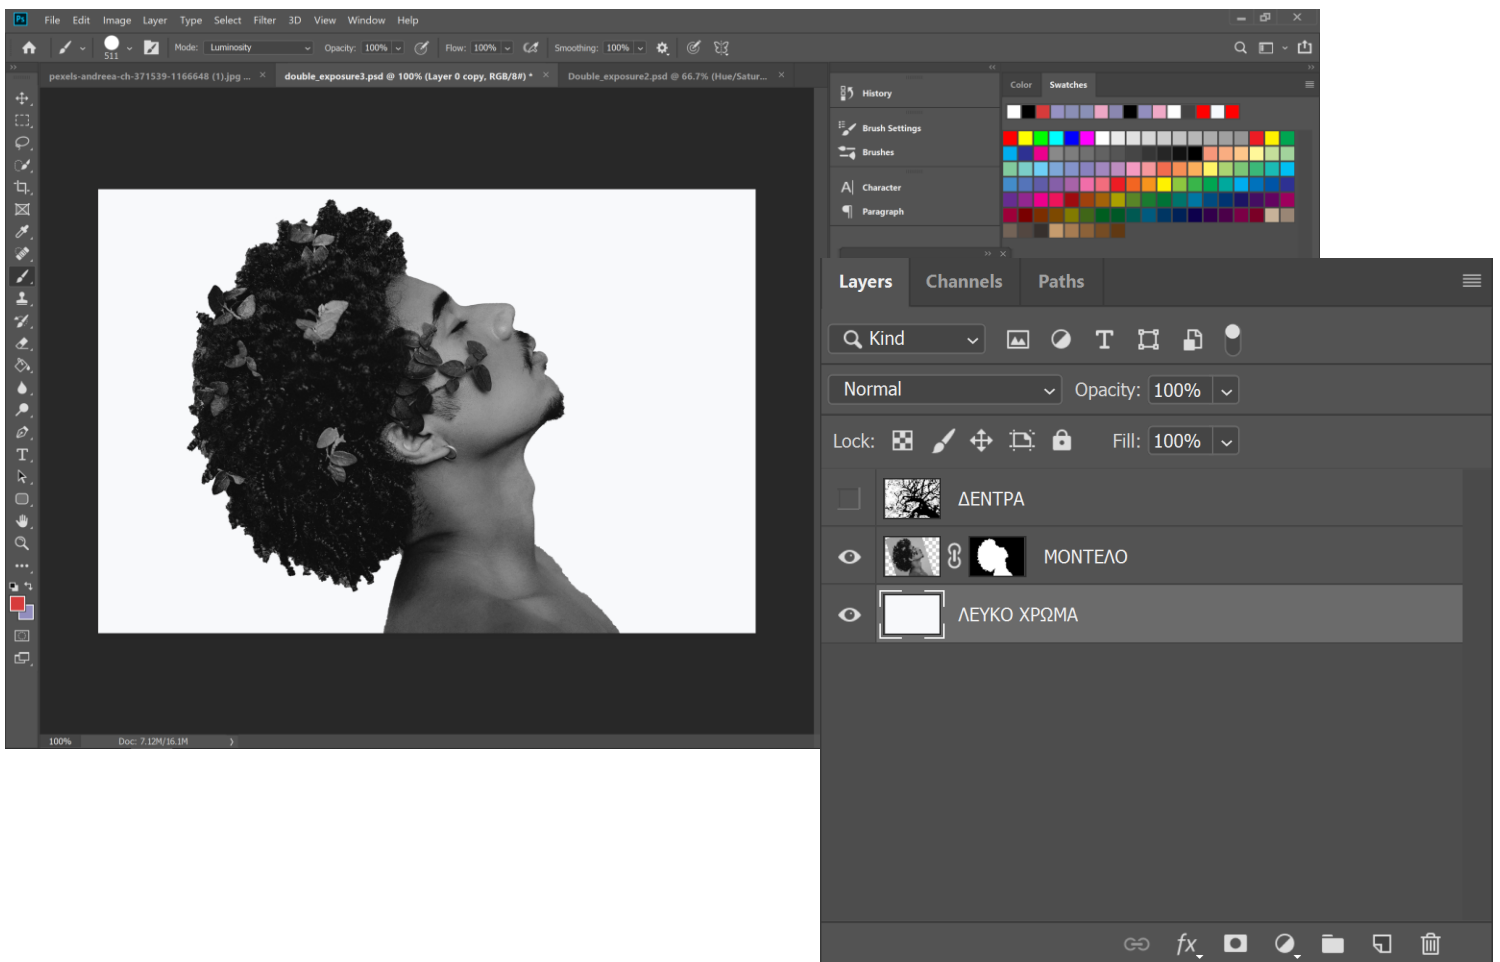 Ps File Edit Image Layer Type Select Filter 3D View Window Help
511 Mode: Luminosity Opacity: 100% Flow: 100% Smoothing: 100%
pexels-andreea-ch-371539-1166648 (1).jpg ... × double_exposure3.psd @ 100% (Layer 0 copy, RGB/8#) * × Double_exposure2.psd @ 66.7% (Hue/Satur... ×
History
Brush Settings
Brushes
Character
Paragraph
Color Swatches
Layers Channels Paths
Kind
Normal Opacity: 100%
Lock: Fill: 100%
ΔΕΝΤΡΑ
ΜΟΝΤΕΛΟ
ΛΕΥΚΟ ΧΡΩΜΑ
fx
100% Doc: 7.12M/16.1M